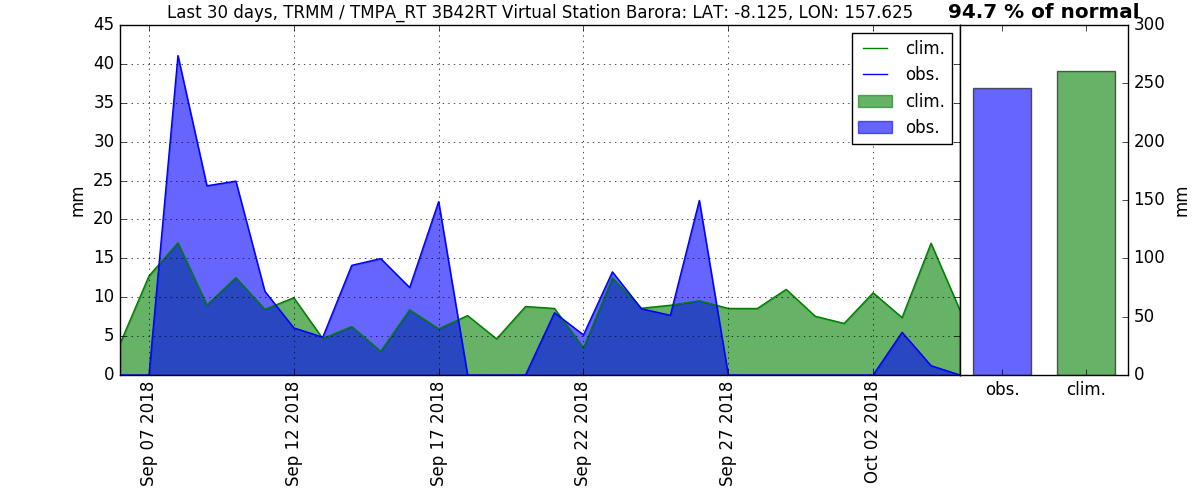 Last 30 days, TRMM / TMPA_RT 3B42RT Virtual Station Barora: LAT: -8.125, LON: 157.625
94.7 % of normal
45
40
35
30
25
20
15
10
5
0
mm
clim.
obs.
clim.
obs.
Sep 07 2018
Sep 12 2018
Sep 17 2018
Sep 22 2018
Sep 27 2018
Oct 02 2018
300
250
200
150
100
50
0
mm
obs.
clim.